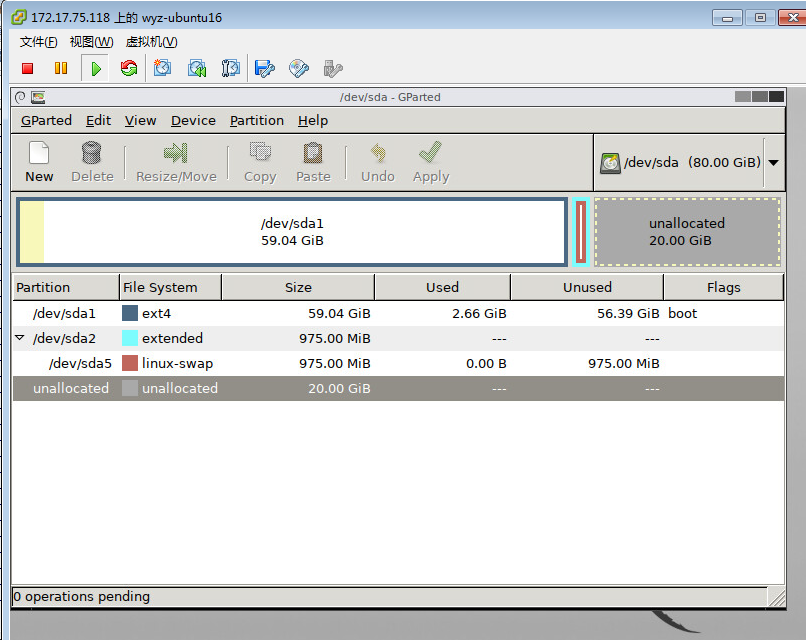 172.17.75.118 上的 wyz-ubuntu16
文件(F) 视图(W) 虚拟机(V)
/dev/sda - GParted
GParted Edit View Device Partition Help
New Delete Resize/Move Copy Paste Undo Apply /dev/sda (80.00 GiB)
/dev/sda1
59.04 GiB
unallocated
20.00 GiB
Partition File System Size Used Unused Flags
/dev/sda1 ext4 59.04 GiB 2.66 GiB 56.39 GiB boot
/dev/sda2 extended 975.00 MiB --- ---
/dev/sda5 linux-swap 975.00 MiB 0.00 B 975.00 MiB
unallocated unallocated 20.00 GiB --- ---
0 operations pending